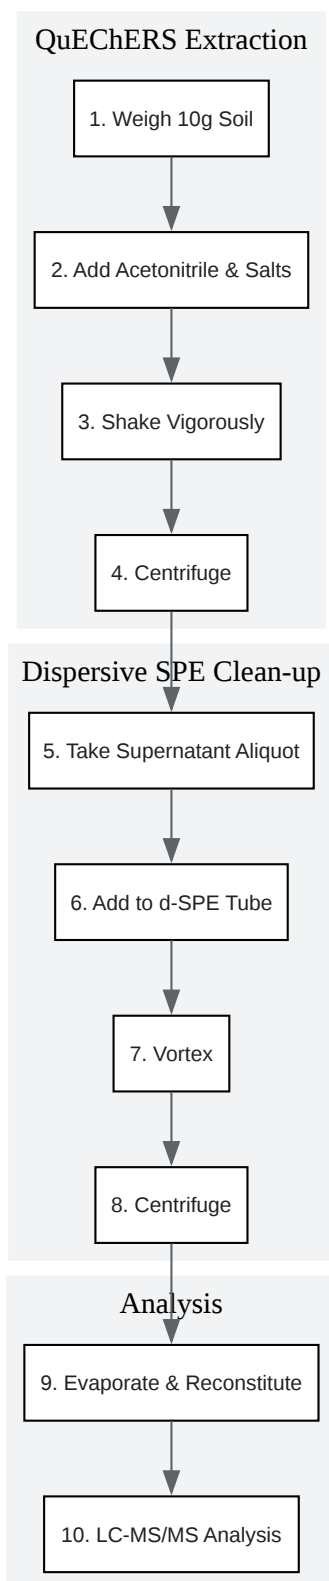 QuEChERS Extraction
1. Weigh 10g Soil
2. Add Acetonitrile & Salts
3. Shake Vigorously
4. Centrifuge
Dispersive SPE Clean-up
5. Take Supernatant Aliquot
6. Add to d-SPE Tube
7. Vortex
8. Centrifuge
Analysis
9. Evaporate & Reconstitute
10. LC-MS/MS Analysis